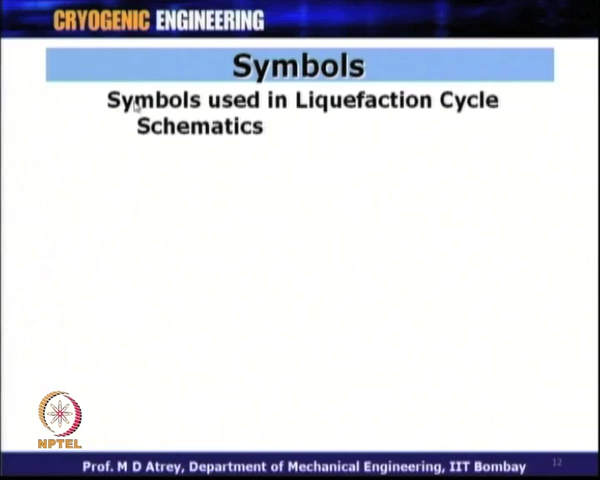 CRYOGENIC ENGINEERING
Symbols
Symbols used in Liquefaction Cycle
Schematics
NPTEL
Prof. M D Atrey, Department of Mechanical Engineering, IIT Bombay
12